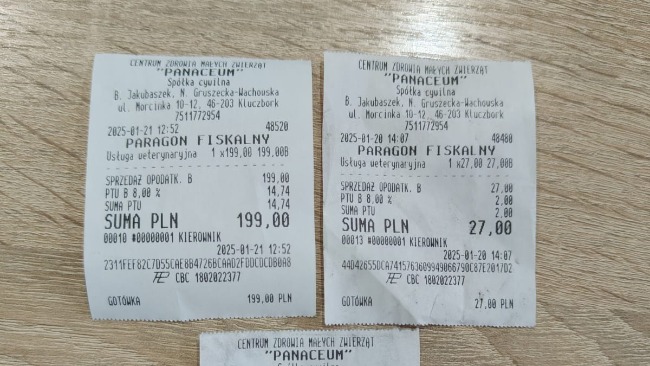 CENTRUM ZDROWIA MAŁYCH ZWIERZĄT
"PANACEUM"
Spółka cywilna
B. Jakubaszek, N. Gruszecka-Wachouska
ul. Morcinka 10-12, 46-203 Kluczbork
7511772954
2025-01-21 12:52 48520
PARAGON FISKALNY
Usługa weterynaryjna 1 x199,00 199,00B
SPRZEDAŻ OPODATK. B 199,00
PTU B 8,00 % 14,74
SUMA PTU 14,74
SUMA PLN 199,00
00010 #00000001 KIEROWNIK
2025-01-21 12:52
2311FEF82C7D55CAE8B4726BCAAD2FDDCDCDB0A8
CBC 1802022377
GOTÓWKA 199,00 PLN
CENTRUM ZDROWIA MAŁYCH ZWIERZĄT
"PANACEUM"
Spółka cywilna
B. Jakubaszek, N. Gruszecka-Wachouska
ul. Morcinka 10-12, 46-203 Kluczbork
7511772954
2025-01-20 14:07 48480
PARAGON FISKALNY
Usługa weterynaryjna 1 x27,00 27,00B
SPRZEDAŻ OPODATK. B 27,00
PTU B 8,00 % 2,00
SUMA PTU 2,00
SUMA PLN 27,00
00013 #00000001 KIEROWNIK
2025-01-20 14:07
44D42655DCA74157636099490667​90C87E2017D2
CBC 1802022377
GOTÓWKA 27,00 PLN
CENTRUM ZDROWIA MAŁYCH ZWIERZĄT
"PANACEUM"